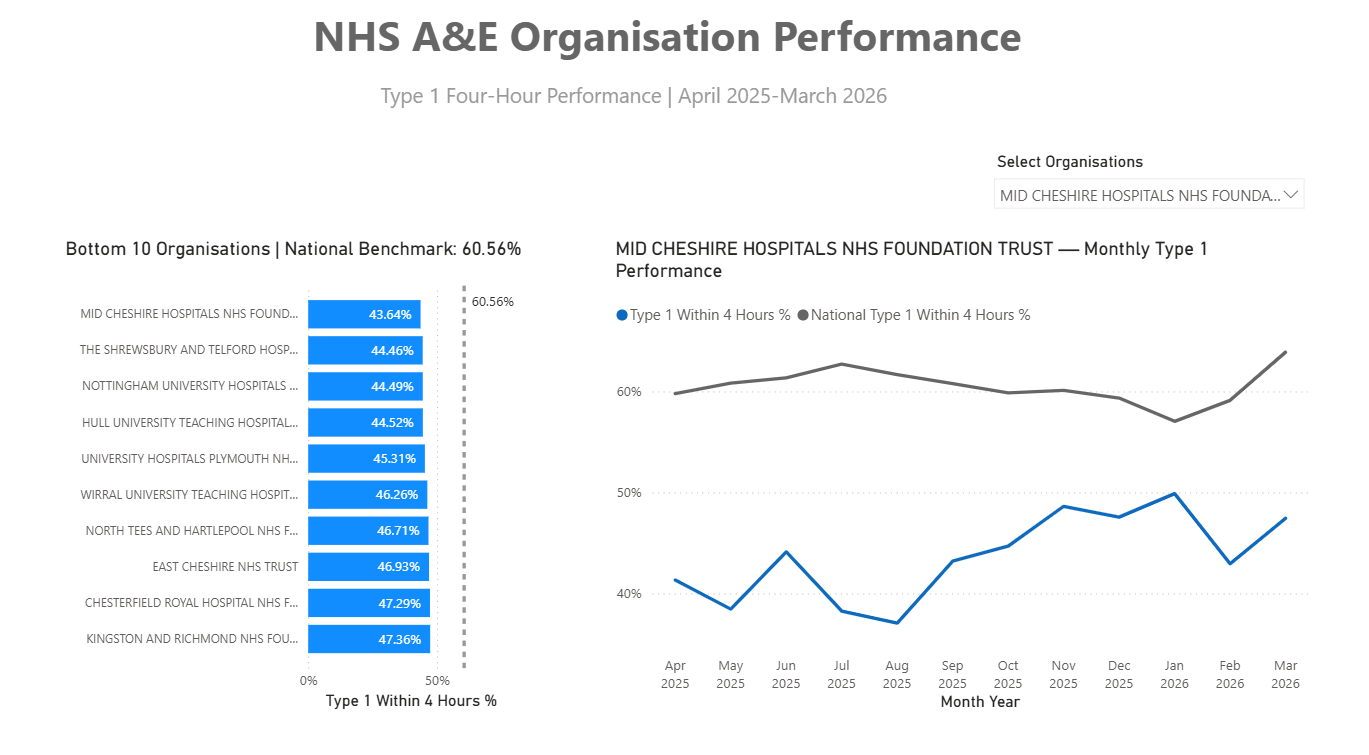 NHS A&E Organisation Performance
Type 1 Four-Hour Performance | April 2025-March 2026
Select Organisations
MID CHESHIRE HOSPITALS NHS FOUNDA...
Bottom 10 Organisations | National Benchmark: 60.56%
60.56%
MID CHESHIRE HOSPITALS NHS FOUND... 43.64%
THE SHREWSBURY AND TELFORD HOSP... 44.46%
NOTTINGHAM UNIVERSITY HOSPITALS ... 44.49%
HULL UNIVERSITY TEACHING HOSPITAL... 44.52%
UNIVERSITY HOSPITALS PLYMOUTH NH... 45.31%
WIRRAL UNIVERSITY TEACHING HOSPIT... 46.26%
NORTH TEES AND HARTLEPOOL NHS F... 46.71%
EAST CHESHIRE NHS TRUST 46.93%
CHESTERFIELD ROYAL HOSPITAL NHS F... 47.29%
KINGSTON AND RICHMOND NHS FOU... 47.36%
0% 50%
Type 1 Within 4 Hours %
MID CHESHIRE HOSPITALS NHS FOUNDATION TRUST — Monthly Type 1
Performance
Type 1 Within 4 Hours % National Type 1 Within 4 Hours %
60%
50%
40%
Apr May Jun Jul Aug Sep Oct Nov Dec Jan Feb Mar
2025 2025 2025 2025 2025 2025 2025 2025 2025 2026 2026 2026
Month Year